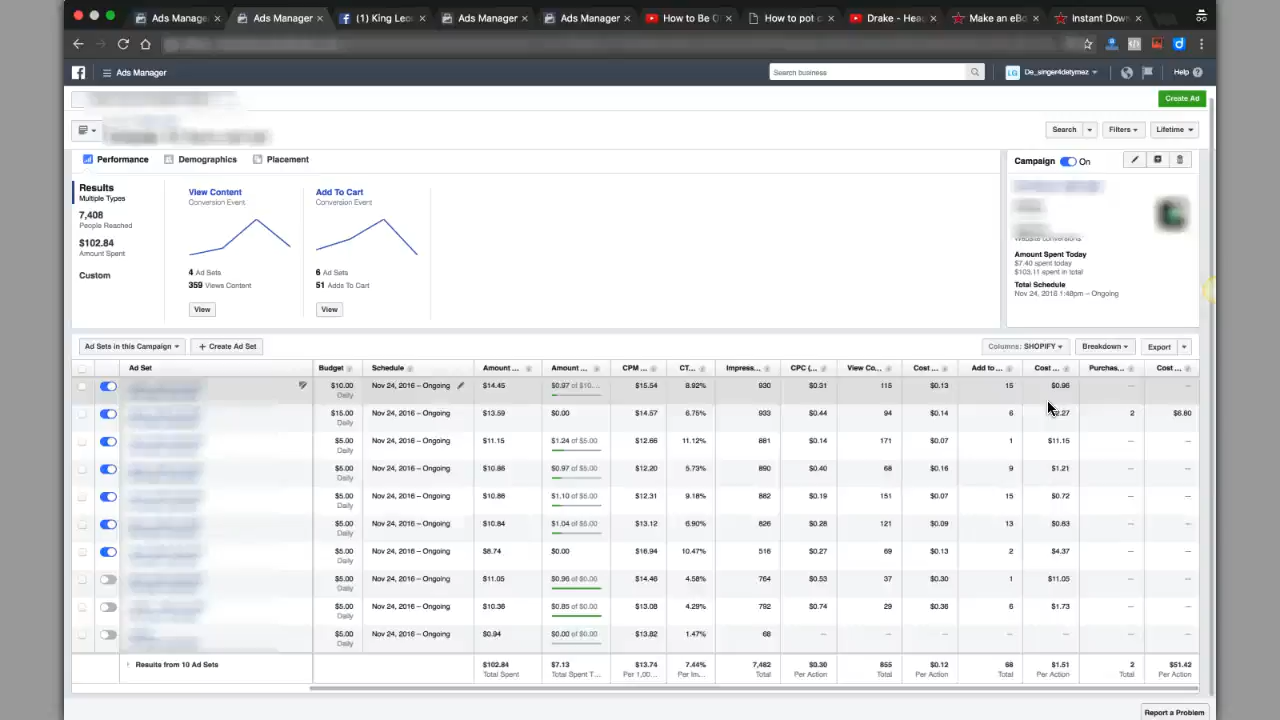 Ads Manager Ads Manager (1) King Leo Ads Manager Ads Manager How to Be How to pot Drake - Hea Make an eBo Instant Down
Ads Manager Search business De_singer4detymez Help
Create Ad
Search Filters Lifetime
Performance Demographics Placement Campaign On
Results
Multiple Types
7,408
People Reached
$102.84
Amount Spent
Custom
View Content
Conversion Event
4 Ad Sets
359 Views Content
View
Add To Cart
Conversion Event
6 Ad Sets
51 Adds To Cart
View
Website conversions
Amount Spent Today
$7.40 spent today
$103.11 spent in total
Total Schedule
Nov 24, 2016 1:48pm – Ongoing
Ad Sets in this Campaign + Create Ad Set Columns: SHOPIFY Breakdown Export
Ad Set Budget Schedule Amount ... Amount ... CPM ... CT... Impress... CPC (... View Co... Cost ... Add to ... Cost ... Purchas... Cost ...
$10.00 Nov 24, 2016 – Ongoing $14.45 $0.97 of $10.... $15.54 8.92% 930 $0.31 115 $0.13 15 $0.96 — —
Daily
$15.00 Nov 24, 2016 – Ongoing $13.59 $0.00 $14.57 6.75% 933 $0.44 94 $0.14 6 .27 2 $6.80
Daily
$5.00 Nov 24, 2016 – Ongoing $11.15 $1.24 of $5.00 $12.66 11.12% 881 $0.14 171 $0.07 1 $11.15 — —
Daily
$5.00 Nov 24, 2016 – Ongoing $10.86 $0.97 of $5.00 $12.20 5.73% 890 $0.40 68 $0.16 9 $1.21 — —
Daily
$5.00 Nov 24, 2016 – Ongoing $10.86 $1.10 of $5.00 $12.31 9.18% 882 $0.19 151 $0.07 15 $0.72 — —
Daily
$5.00 Nov 24, 2016 – Ongoing $10.84 $1.04 of $5.00 $13.12 6.90% 826 $0.28 121 $0.09 13 $0.83 — —
Daily
$5.00 Nov 24, 2016 – Ongoing $8.74 $0.00 $16.94 10.47% 516 $0.27 69 $0.13 2 $4.37 — —
Daily
$5.00 Nov 24, 2016 – Ongoing $11.05 $0.96 of $0.00 $14.46 4.58% 764 $0.53 37 $0.30 1 $11.05 — —
Daily
$5.00 Nov 24, 2016 – Ongoing $10.36 $0.85 of $0.00 $13.08 4.29% 792 $0.74 29 $0.36 6 $1.73 — —
Daily
$5.00 Nov 24, 2016 – Ongoing $0.94 $0.00 of $0.00 $13.82 1.47% 68 — — — — — — —
Daily
Results from 10 Ad Sets $102.84 $7.13 $13.74 7.44% 7,482 $0.30 855 $0.12 68 $1.51 2 $51.42
Total Spent Total Spent T... Per 1,00... Per Im... Total Per Action Total Per Action Total Per Action Total Per Action
Report a Problem